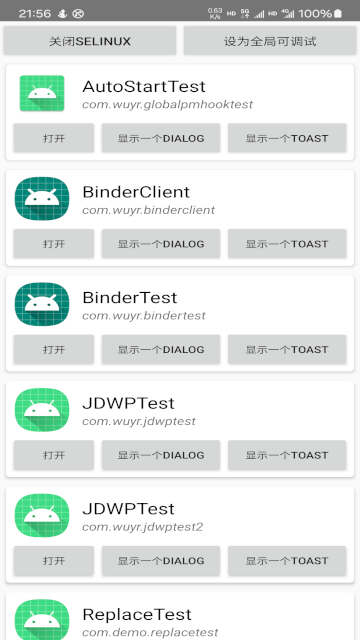 21:56 0.63 K/s HD 5G HD 4G 100%
关闭SELINUX 设为全局可调试
AutoStartTest
com.wuyr.globalpmhooktest
打开 显示一个DIALOG 显示一个TOAST
BinderClient
com.wuyr.binderclient
打开 显示一个DIALOG 显示一个TOAST
BinderTest
com.wuyr.bindertest
打开 显示一个DIALOG 显示一个TOAST
JDWPTest
com.wuyr.jdwptest
打开 显示一个DIALOG 显示一个TOAST
JDWPTest
com.wuyr.jdwptest2
打开 显示一个DIALOG 显示一个TOAST
ReplaceTest
com.demo.replacetest